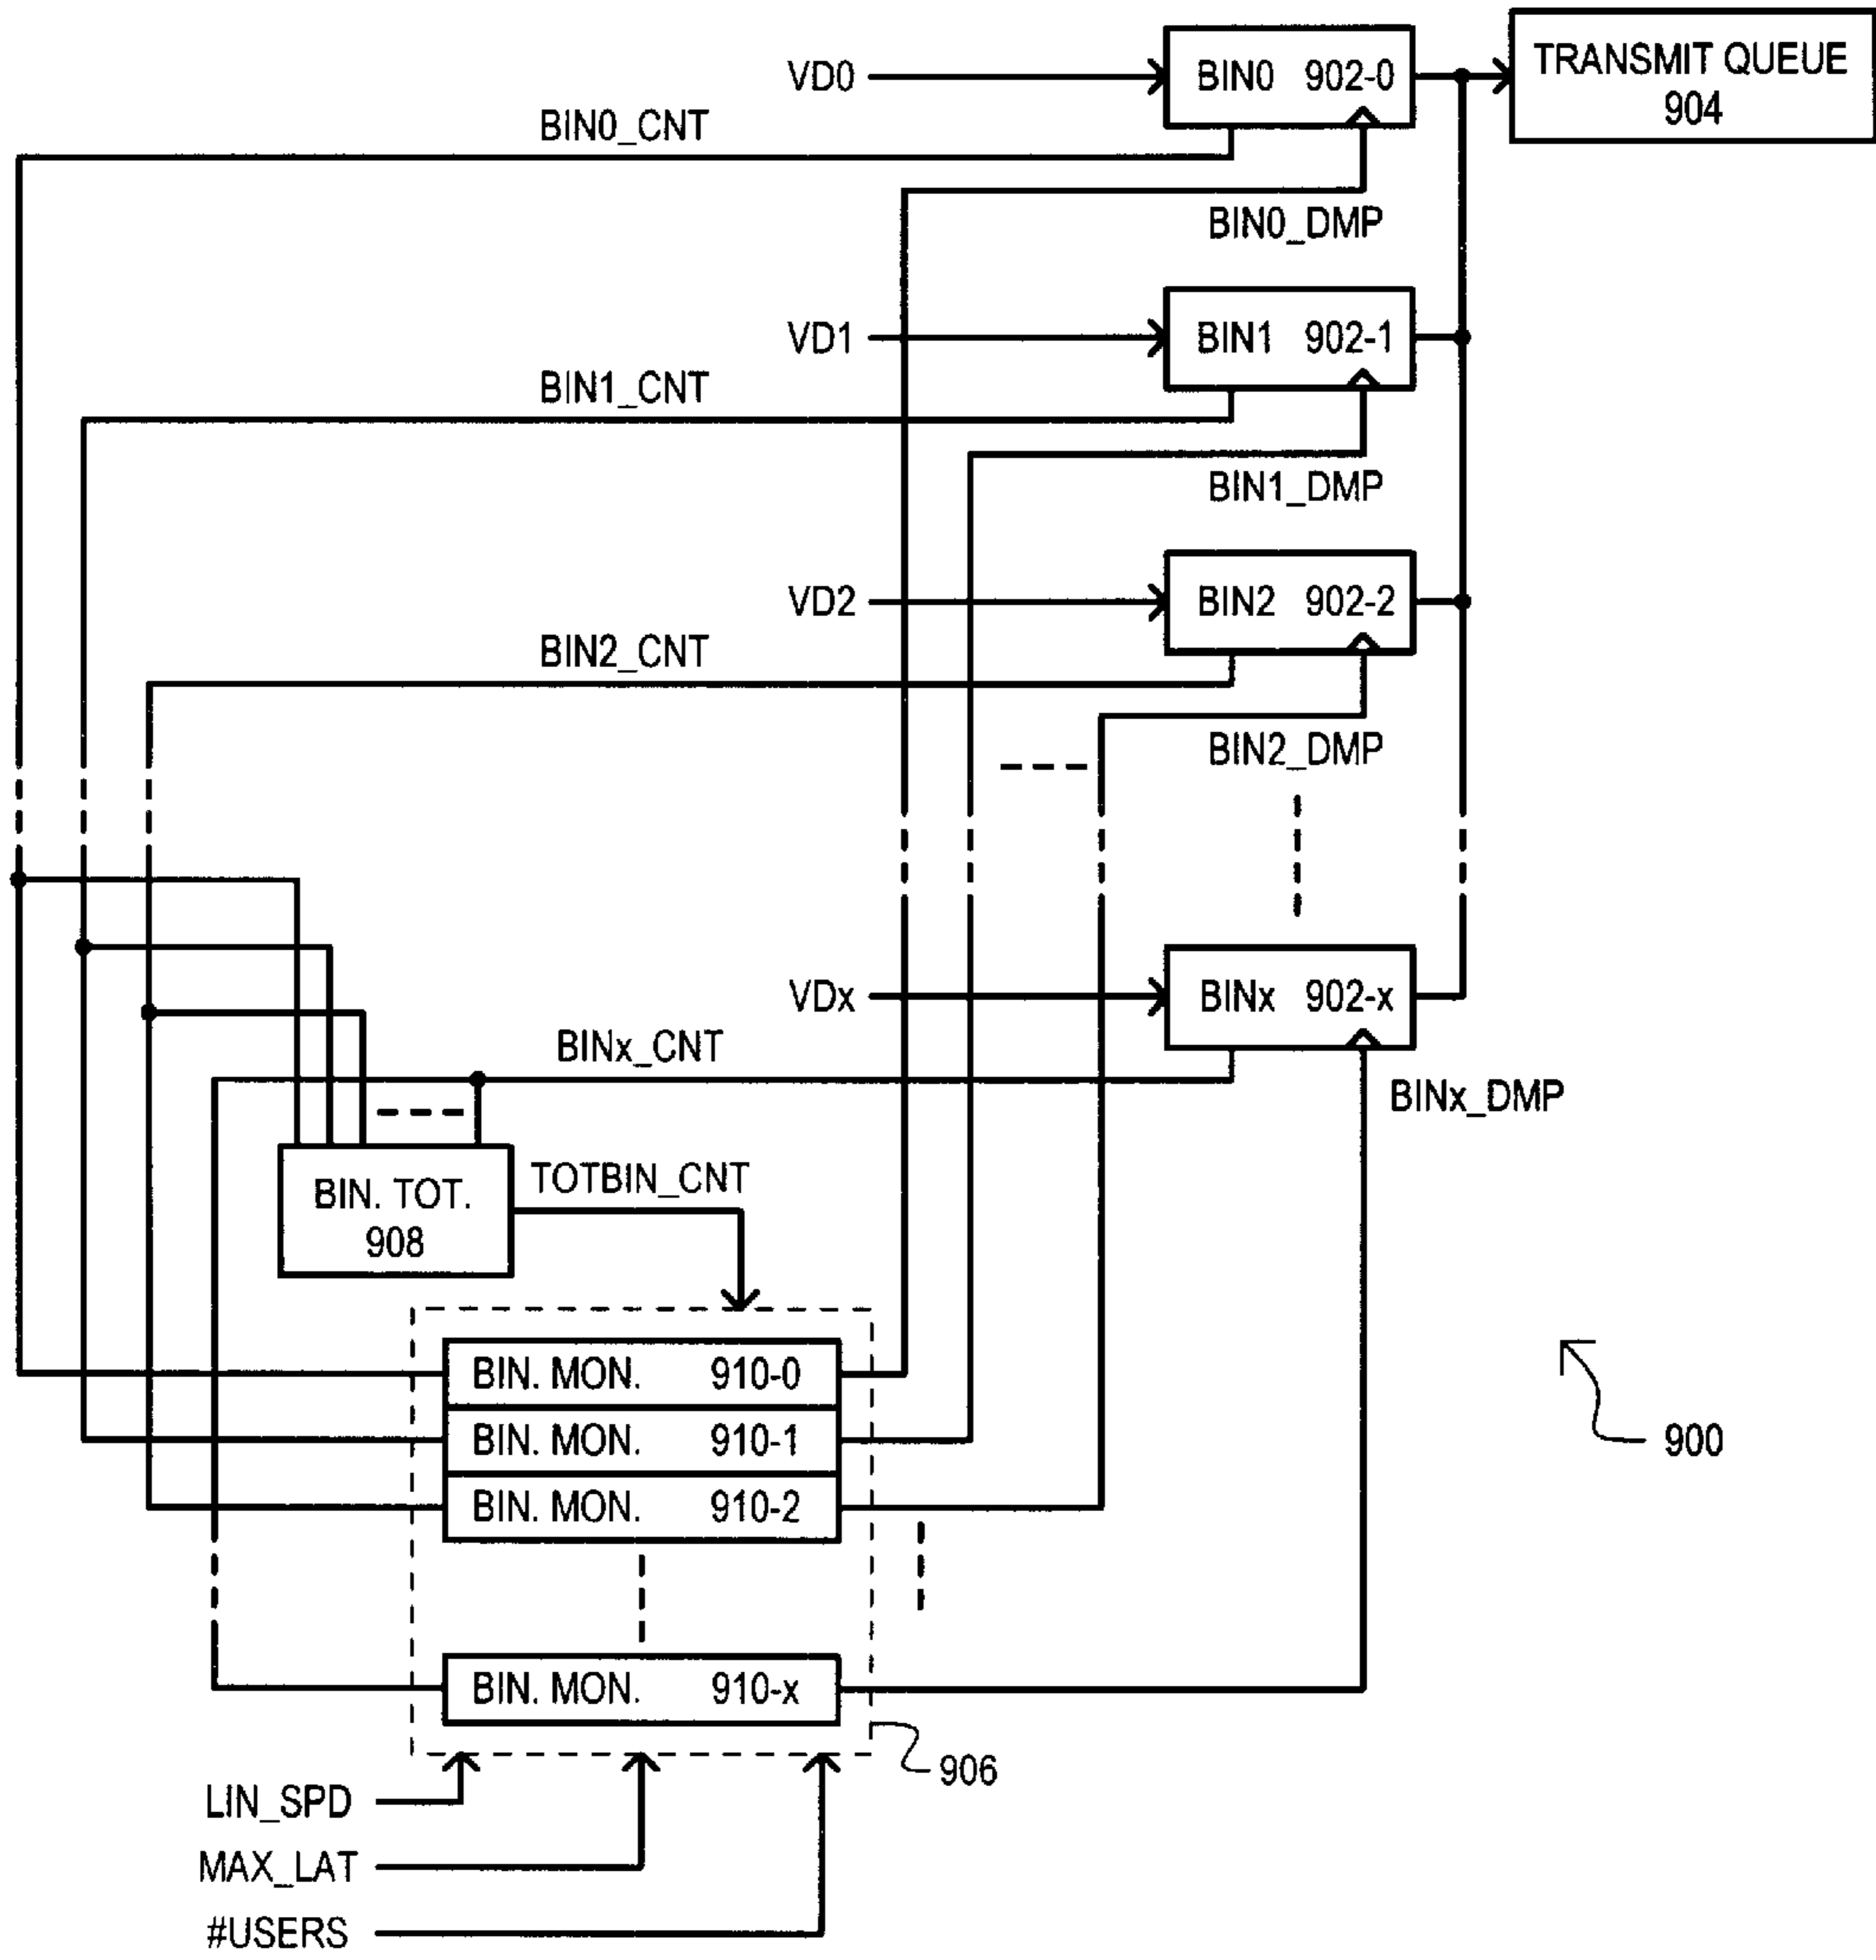 VD0
BIN0 902-0
TRANSMIT QUEUE
904
BIN0_CNT
BIN0_DMP
VD1
BIN1 902-1
BIN1_CNT
BIN1_DMP
VD2
BIN2 902-2
BIN2_CNT
BIN2_DMP
VDx
BINx 902-x
BINx_CNT
BINx_DMP
BIN. TOT.
908
TOTBIN_CNT
BIN. MON. 910-0
BIN. MON. 910-1
BIN. MON. 910-2
BIN. MON. 910-x
900
906
LIN_SPD
MAX_LAT
#USERS